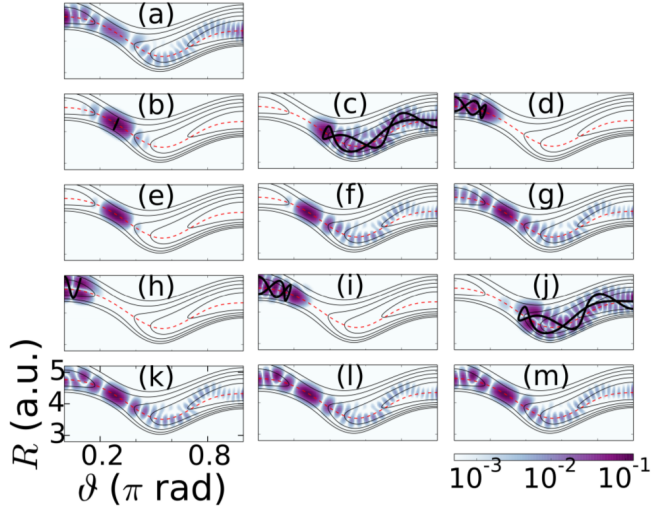 (a)
(b) (c) (d)
(e) (f) (g)
(h) (i) (j)
(k) (l) (m)
R (a.u.)
5
4
3
0.2 0.8
ϑ (π rad)
10⁻³ 10⁻² 10⁻¹